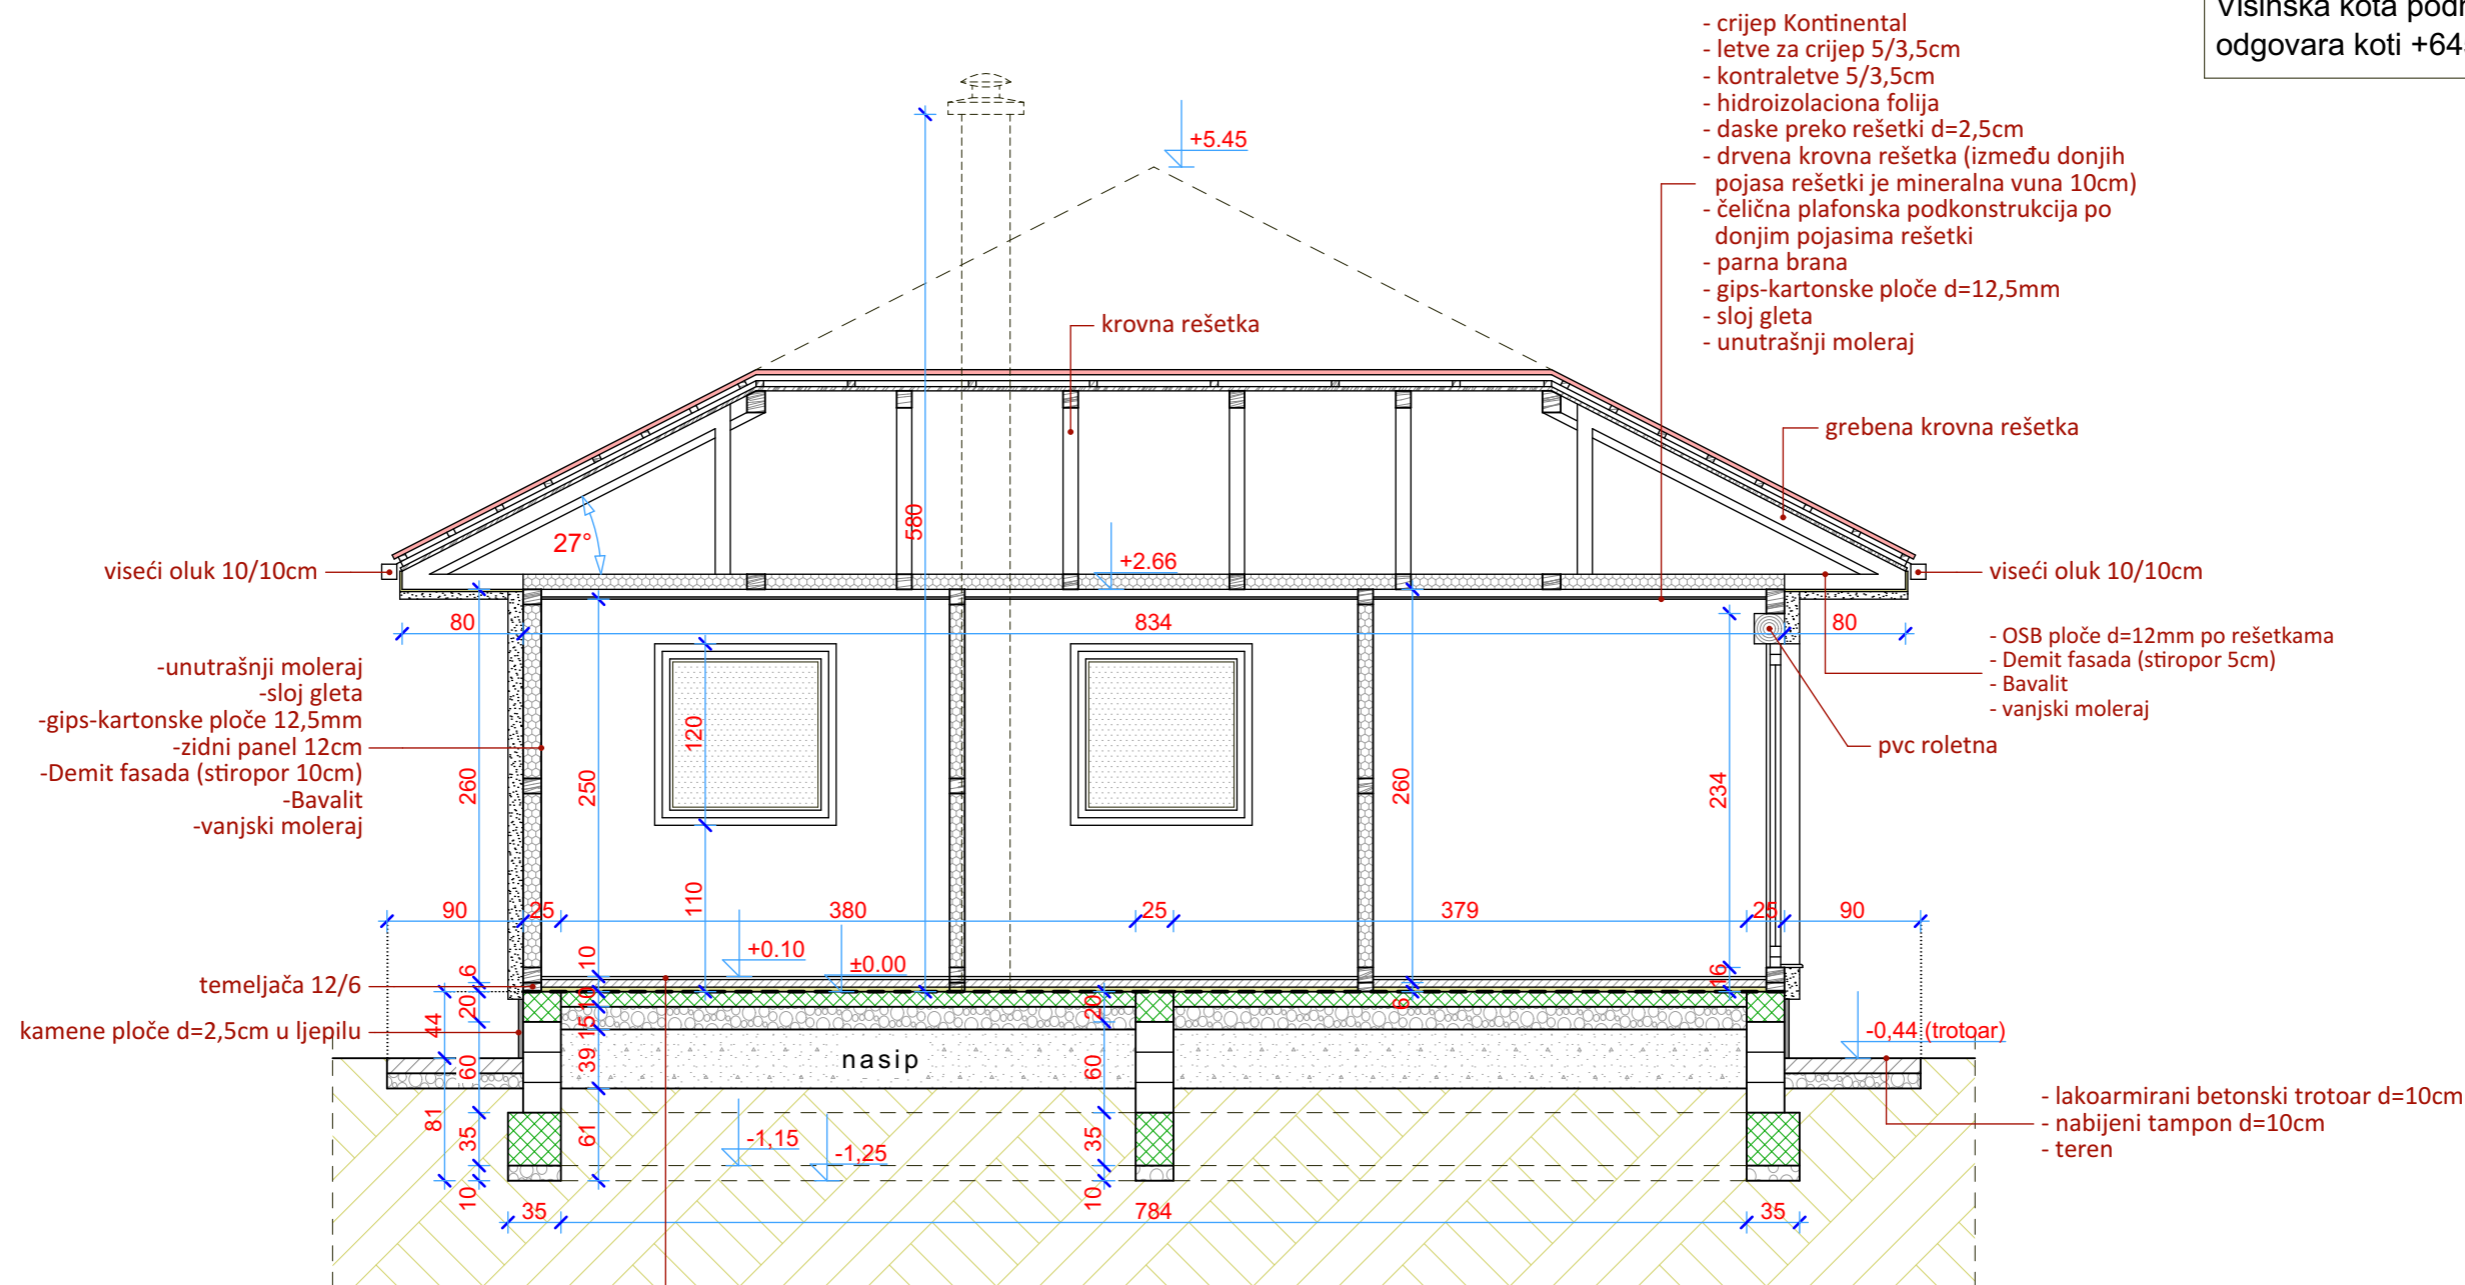 Visinska kota
odgovara koti
- crijep Kontinental
- letve za crijep 5/3,5cm
- kontraletve 5/3,5cm
- hidroizolaciona folija
- daske preko rešetki d=2,5cm
- drvena krovna rešetka (između donjih
pojasa rešetki je mineralna vuna 10cm)
- čelična plafonska podkonstrukcija po
donjim pojasima rešetki
- parna brana
- gips-kartonske ploče d=12,5mm
- sloj gleta
- unutrašnji moleraj
+5.45
krovna rešetka
grebena krovna rešetka
580
27°
+2.66
viseći oluk 10/10cm
viseći oluk 10/10cm
80
834
80
- OSB ploče d=12mm po rešetkama
- Demit fasada (stiropor 5cm)
- Bavalit
- vanjski moleraj
pvc roletna
-unutrašnji moleraj
-sloj gleta
-gips-kartonske ploče 12,5mm
-zidni panel 12cm
-Demit fasada (stiropor 10cm)
-Bavalit
-vanjski moleraj
260
250
120
110
260
234
90
25
380
25
379
25
90
+0.10
±0.00
10
6
16
6
temeljača 12/6
kamene ploče d=2,5cm u ljepilu
44
20
60
10
15
39
20
60
nasip
-0,44 (trotoar)
81
35
10
61
35
10
-1,15
-1,25
- lakoarmirani betonski trotoar d=10cm
- nabijeni tampon d=10cm
- teren
35
784
35